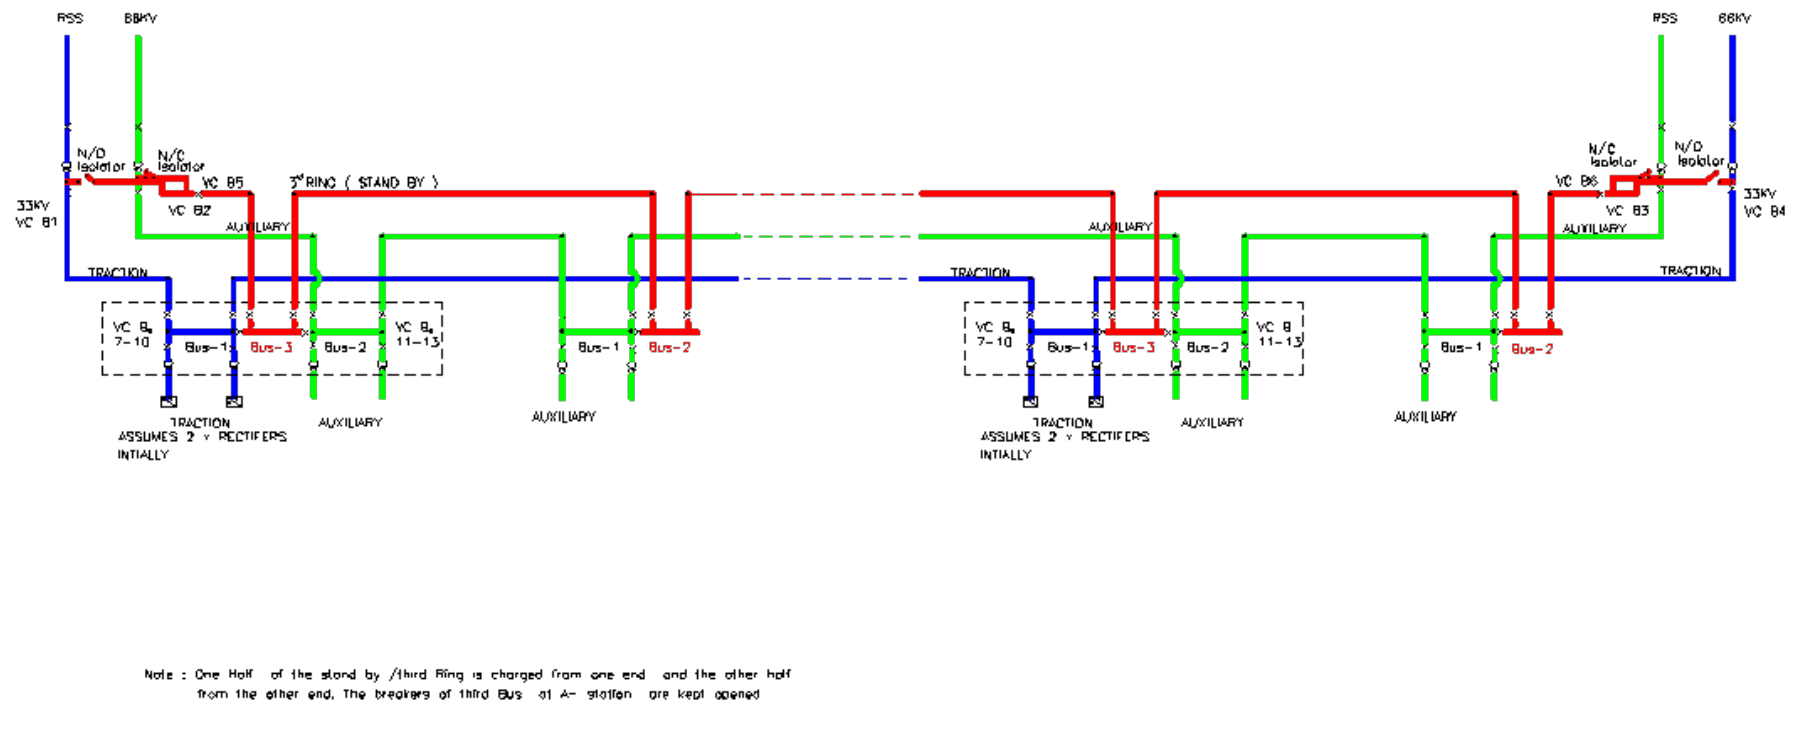 RSS 66KV
RSS 66KV
N/O
Isolator
N/C
Isolator
VC B5
VC B2
3rd RING ( STAND BY )
33KV
VC B1
AUXILIARY
TRACTION
VC B
7-10
Bus-1
Bus-3
Bus-2
VC B
11-13
Bus-1
Bus-2
TRACTION
ASSUMES 2 x RECTIFERS
INTIALLY
AUXILIARY
AUXILIARY
N/C
Isolator
N/O
Isolator
VC B6
VC B3
33KV
VC B4
AUXILIARY
AUXILIARY
TRACTION
TRACTION
VC B
7-10
Bus-1
Bus-3
Bus-2
VC B
11-13
Bus-1
Bus-2
TRACTION
ASSUMES 2 x RECTIFERS
INTIALLY
AUXILIARY
AUXILIARY
Note : One Half of the stand by /third Ring is charged from one end and the other half
from the other end. The breakers of third Bus at A- station are kept opened